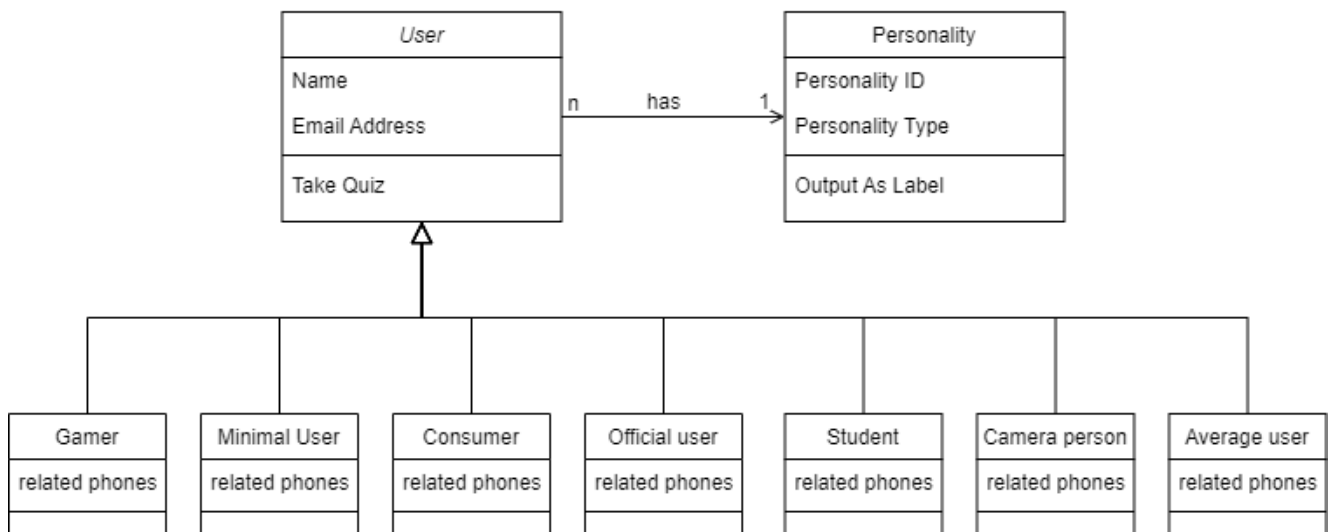 User
Name
Email Address
Take Quiz
n has 1
Personality
Personality ID
Personality Type
Output As Label
Gamer
related phones
Minimal User
related phones
Consumer
related phones
Official user
related phones
Student
related phones
Camera person
related phones
Average user
related phones